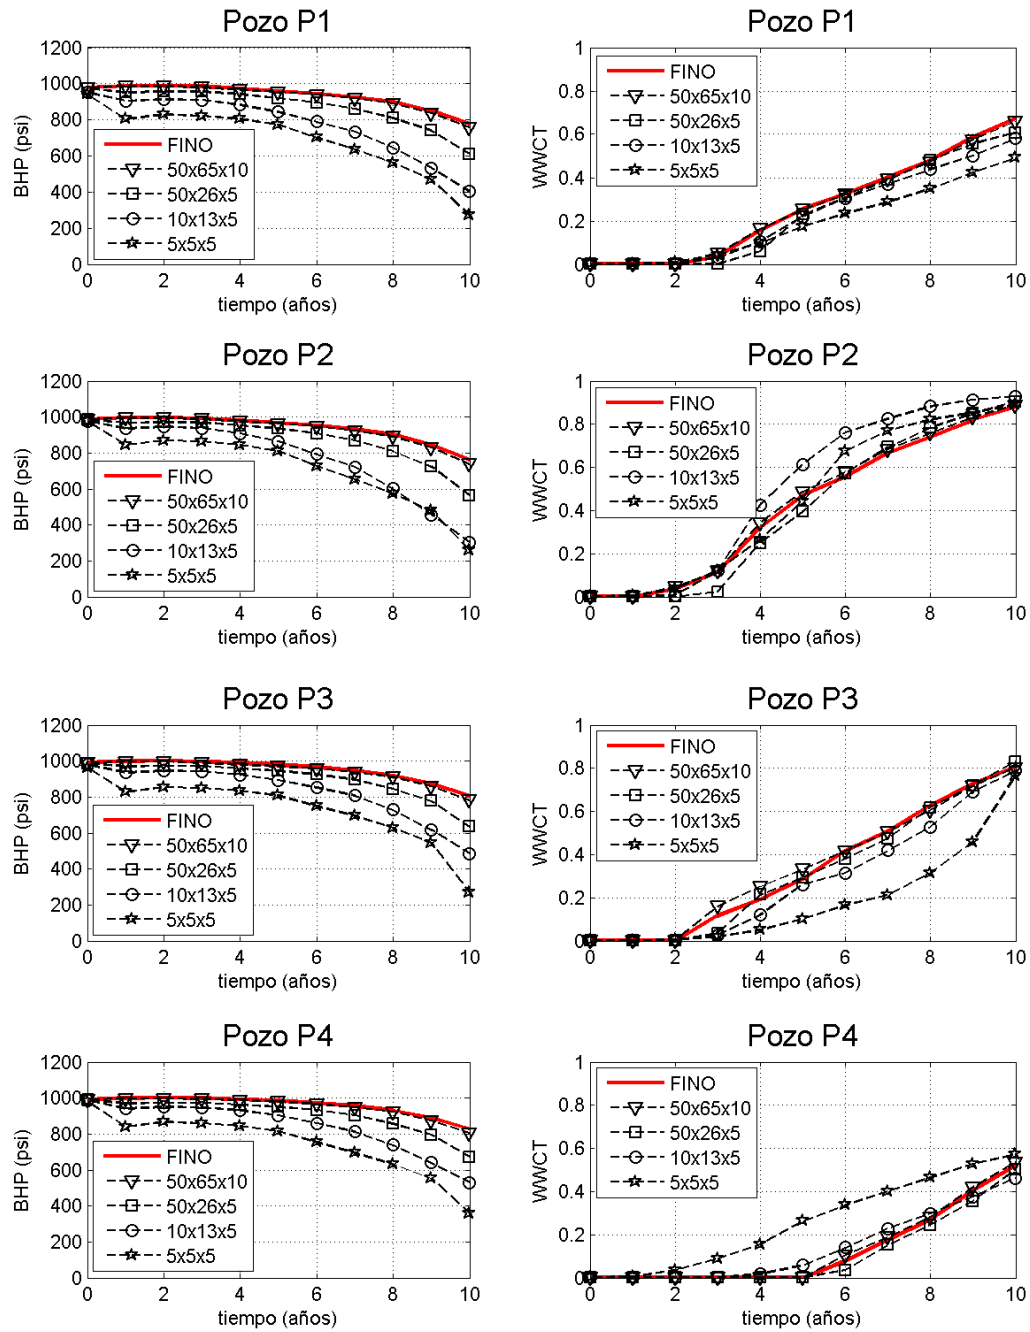 Pozo P1
1200
1000
800
600
400
200
0
BHP (psi)
FINO
50x65x10
50x26x5
10x13x5
5x5x5
0 2 4 6 8 10
tiempo (años)
Pozo P1
1
0.8
0.6
0.4
0.2
0
WWCT
FINO
50x65x10
50x26x5
10x13x5
5x5x5
0 2 4 6 8 10
tiempo (años)
Pozo P2
1200
1000
800
600
400
200
0
BHP (psi)
FINO
50x65x10
50x26x5
10x13x5
5x5x5
0 2 4 6 8 10
tiempo (años)
Pozo P2
1
0.8
0.6
0.4
0.2
0
WWCT
FINO
50x65x10
50x26x5
10x13x5
5x5x5
0 2 4 6 8 10
tiempo (años)
Pozo P3
1200
1000
800
600
400
200
0
BHP (psi)
FINO
50x65x10
50x26x5
10x13x5
5x5x5
0 2 4 6 8 10
tiempo (años)
Pozo P3
1
0.8
0.6
0.4
0.2
0
WWCT
FINO
50x65x10
50x26x5
10x13x5
5x5x5
0 2 4 6 8 10
tiempo (años)
Pozo P4
1200
1000
800
600
400
200
0
BHP (psi)
FINO
50x65x10
50x26x5
10x13x5
5x5x5
0 2 4 6 8 10
tiempo (años)
Pozo P4
1
0.8
0.6
0.4
0.2
0
WWCT
FINO
50x65x10
50x26x5
10x13x5
5x5x5
0 2 4 6 8 10
tiempo (años)